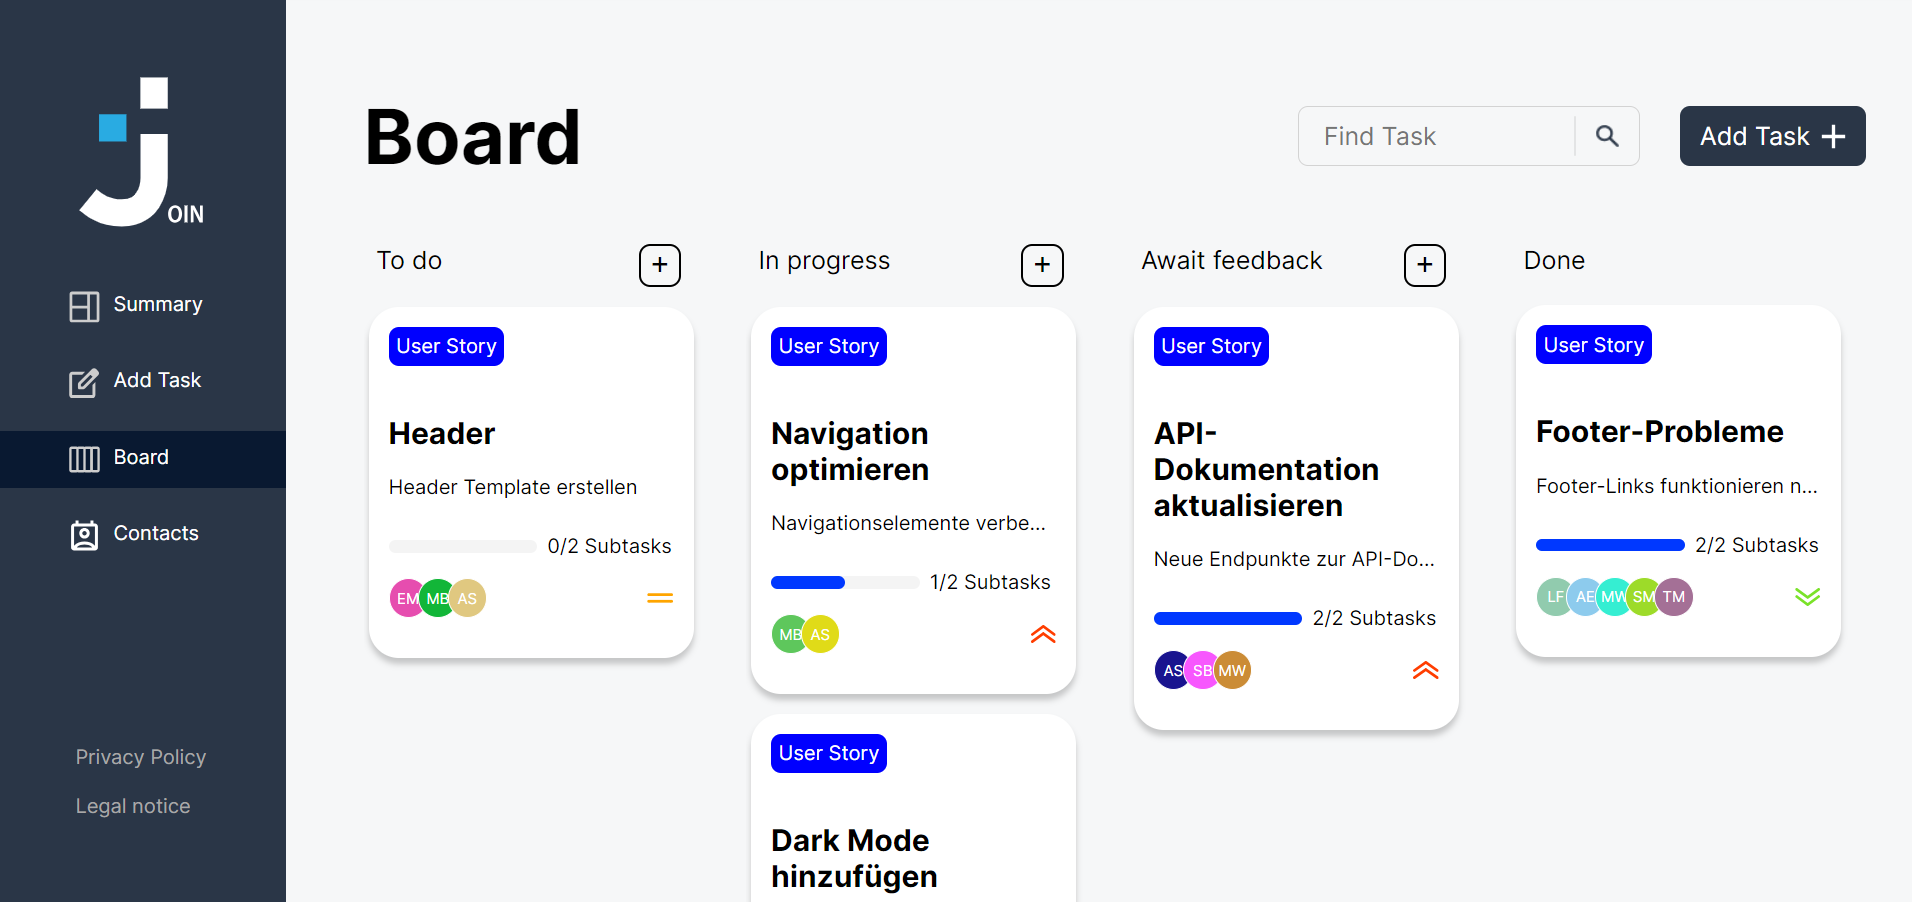 OIN
Summary
Add Task
Board
Contacts
Privacy Policy
Legal notice
Board
Find Task
Add Task
To do
+
In progress
+
Await feedback
+
Done
User Story
Header
Header Template erstellen
0/2 Subtasks
EM MB AS
User Story
Navigation
optimieren
Navigationselemente verbe...
1/2 Subtasks
MB AS
User Story
Dark Mode
hinzufügen
User Story
API-
Dokumentation
aktualisieren
Neue Endpunkte zur API-Do...
2/2 Subtasks
AS SB MW
User Story
Footer-Probleme
Footer-Links funktionieren n...
2/2 Subtasks
LF AE MW SM TM